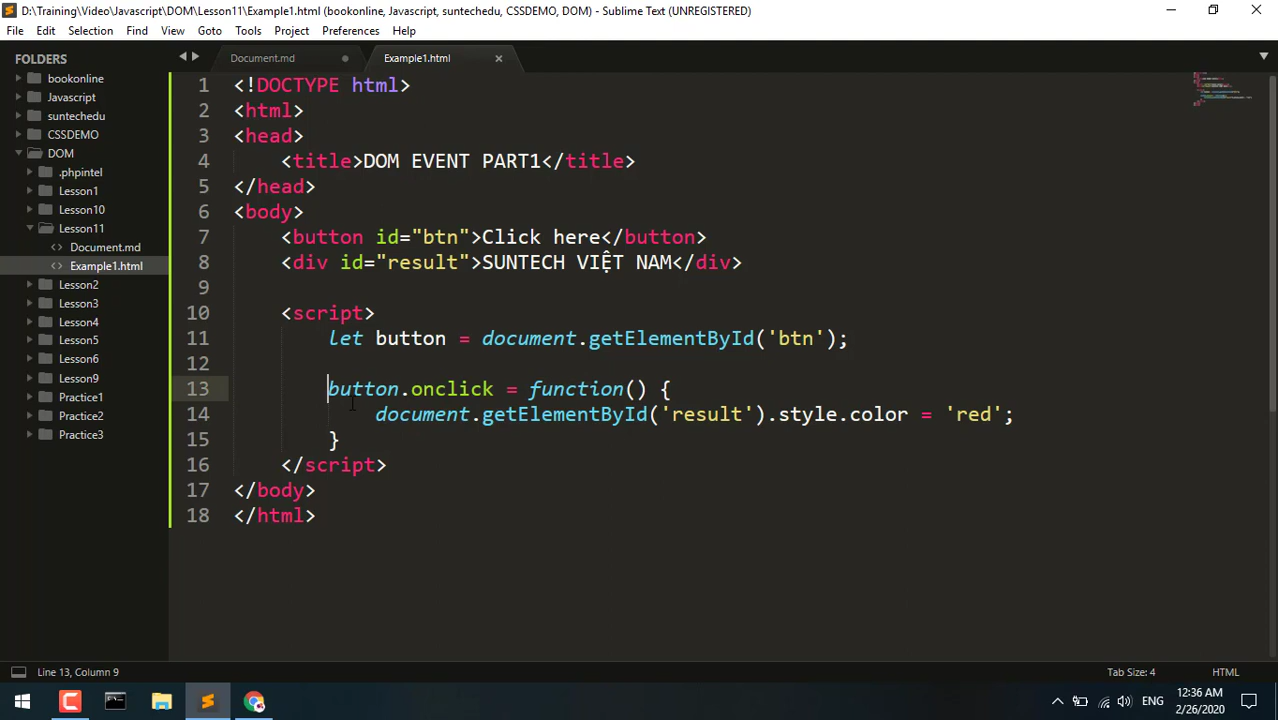 D:\Training\Video\Javascript\DOM\Lesson11\Example1.html (bookonline, Javascript, suntechedu, CSSDEMO, DOM) - Sublime Text (UNREGISTERED)
File Edit Selection Find View Goto Tools Project Preferences Help
FOLDERS
bookonline
Javascript
suntechedu
CSSDEMO
DOM
.phpintel
Lesson1
Lesson10
Lesson11
Document.md
Example1.html
Lesson2
Lesson3
Lesson4
Lesson5
Lesson6
Lesson9
Practice1
Practice2
Practice3
Document.md Example1.html
1 <!DOCTYPE html>
2 <html>
3 <head>
4 <title>DOM EVENT PART1</title>
5 </head>
6 <body>
7 <button id="btn">Click here</button>
8 <div id="result">SUNTECH VIỆT NAM</div>
9
10 <script>
11 let button = document.getElementById('btn');
12
13 button.onclick = function() {
14 document.getElementById('result').style.color = 'red';
15 }
16 </script>
17 </body>
18 </html>
Line 13, Column 9 Tab Size: 4 HTML
ENG 12:36 AM
2/26/2020